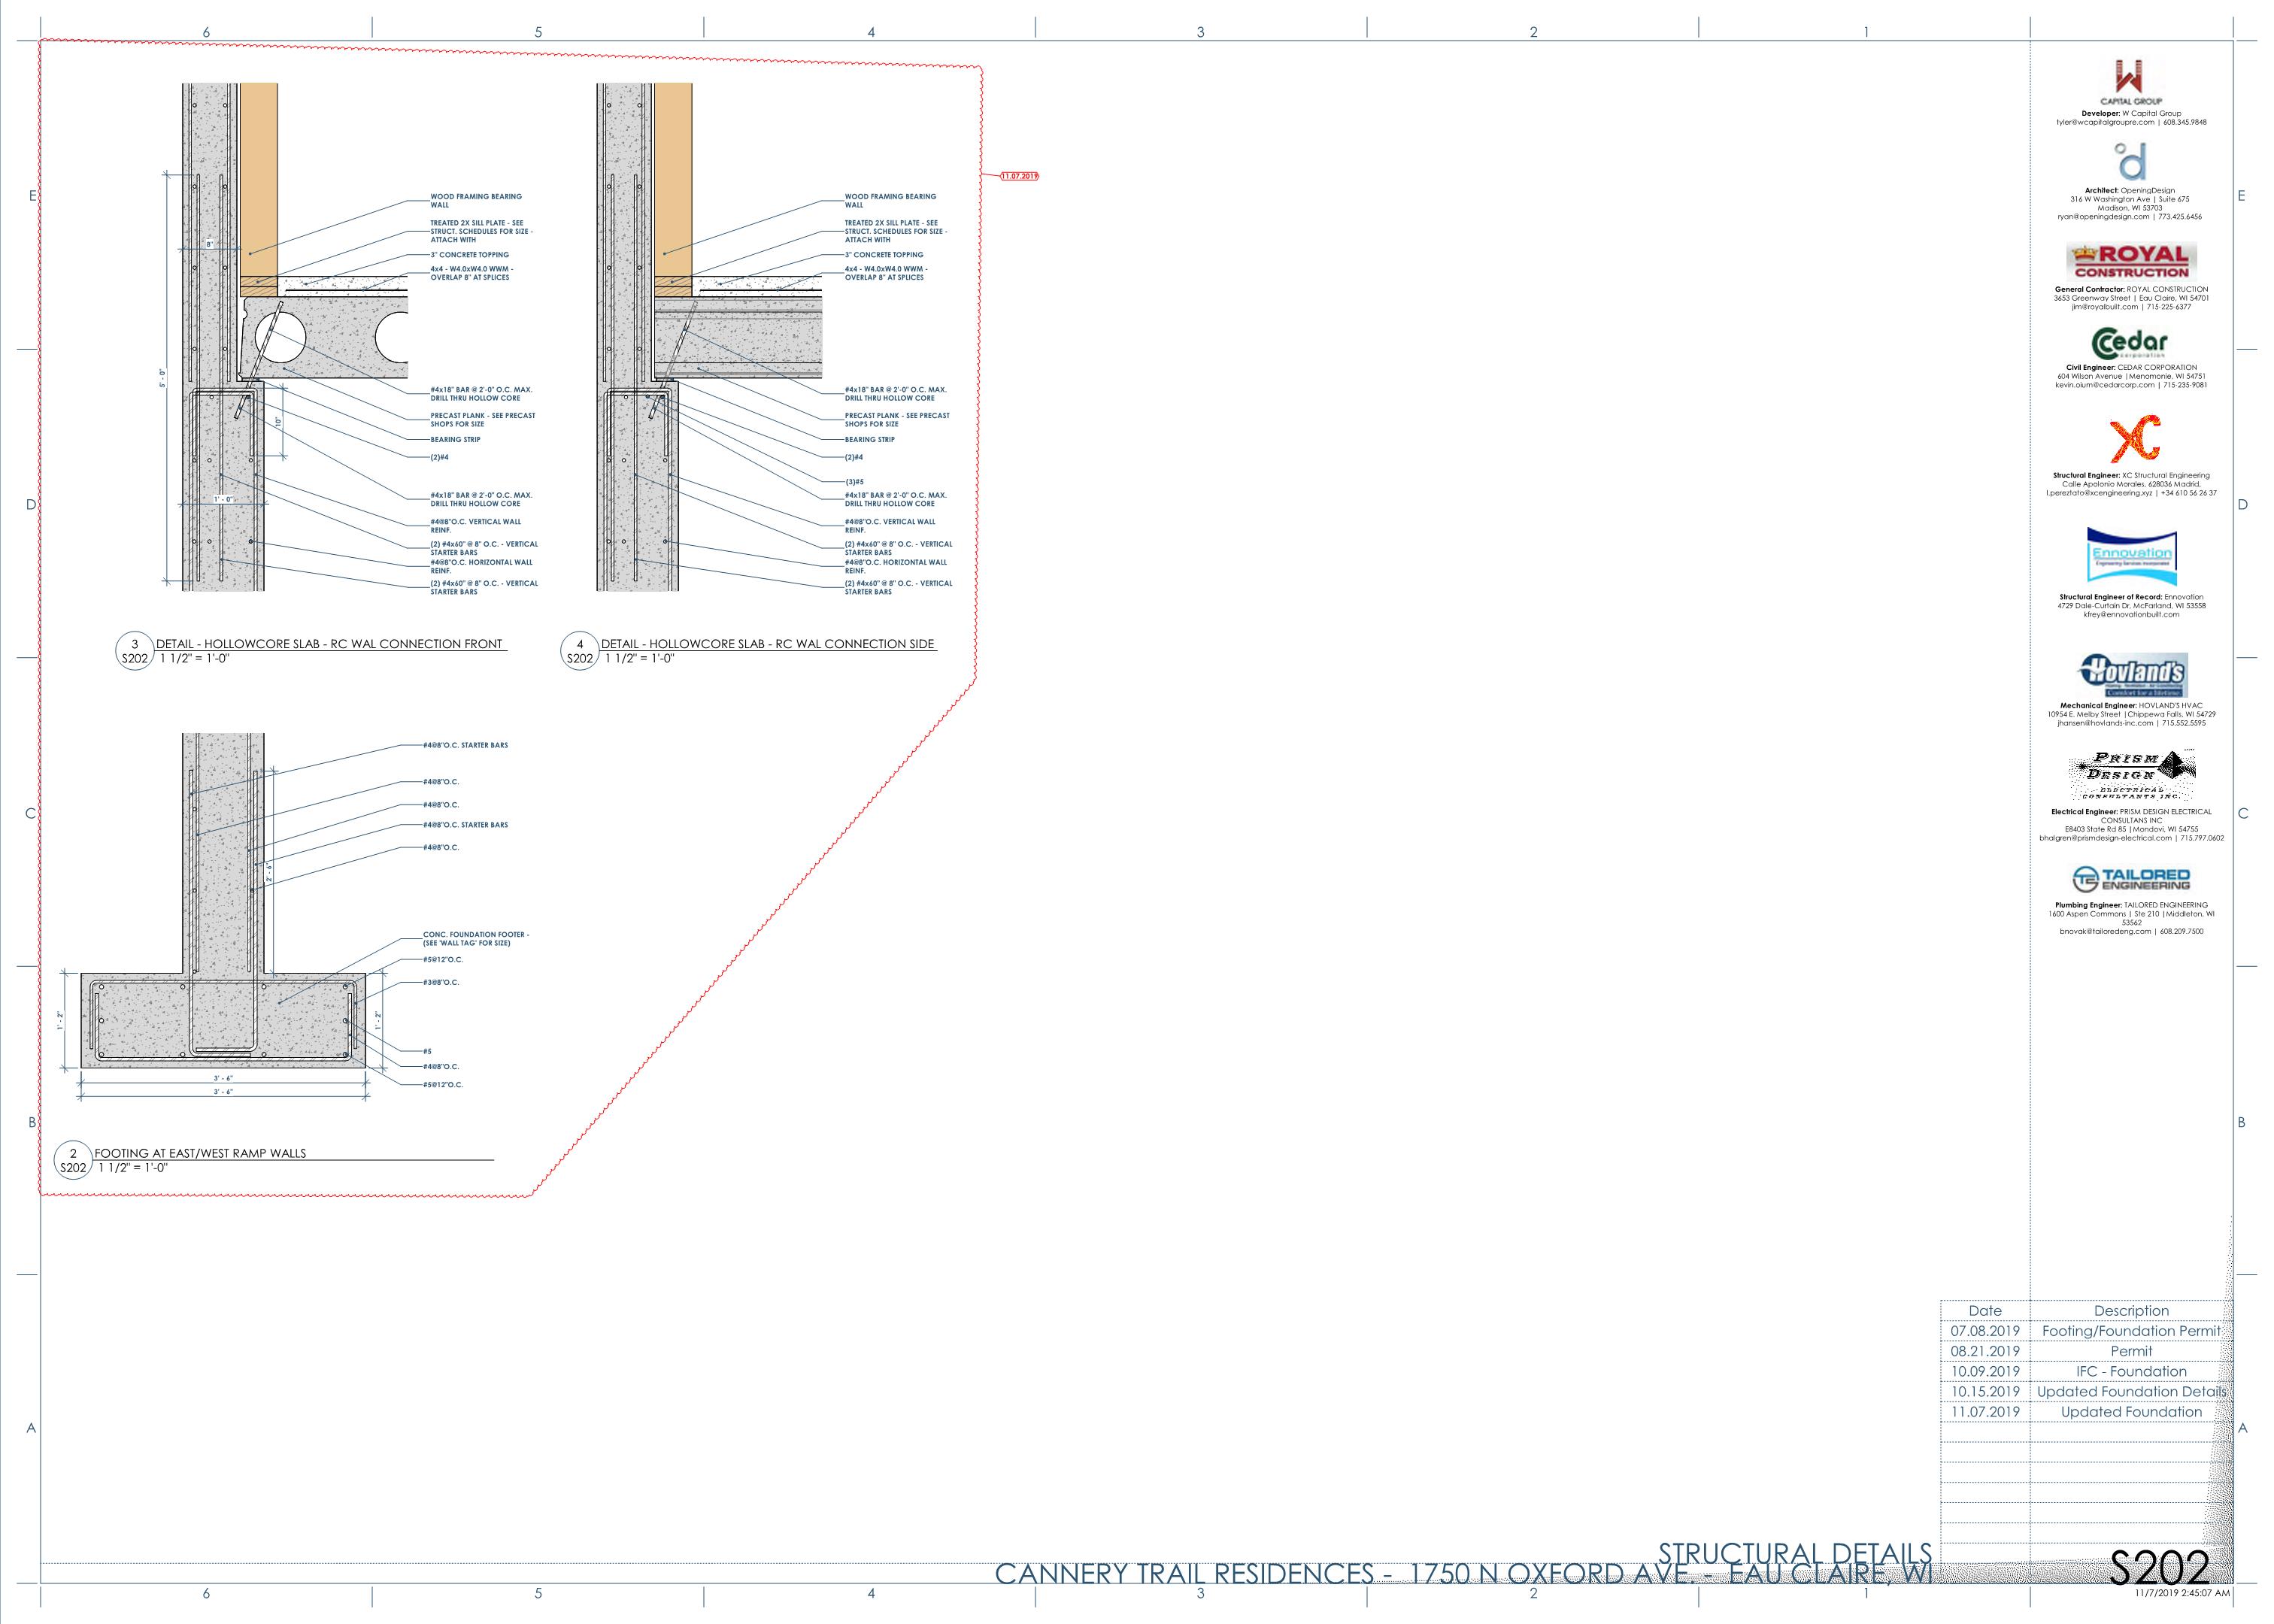 6 5 4 3 2 1
E
D
C
B
A
WOOD FRAMING BEARING
WALL
TREATED 2X SILL PLATE - SEE
STRUCT. SCHEDULES FOR SIZE -
ATTACH WITH
3" CONCRETE TOPPING
4x4 - W4.0xW4.0 WWM -
OVERLAP 8" AT SPLICES
8"
5' - 0"
10"
1' - 0"
#4x18" BAR @ 2'-0" O.C. MAX.
DRILL THRU HOLLOW CORE
PRECAST PLANK - SEE PRECAST
SHOPS FOR SIZE
BEARING STRIP
(2)#4
#4x18" BAR @ 2'-0" O.C. MAX.
DRILL THRU HOLLOW CORE
#4@8"O.C. VERTICAL WALL
REINF.
(2) #4x60" @ 8" O.C. - VERTICAL
STARTER BARS
#4@8"O.C. HORIZONTAL WALL
REINF.
(2) #4x60" @ 8" O.C. - VERTICAL
STARTER BARS
3
S202
DETAIL - HOLLOWCORE SLAB - RC WAL CONNECTION FRONT
1 1/2" = 1'-0"
WOOD FRAMING BEARING
WALL
TREATED 2X SILL PLATE - SEE
STRUCT. SCHEDULES FOR SIZE -
ATTACH WITH
3" CONCRETE TOPPING
4x4 - W4.0xW4.0 WWM -
OVERLAP 8" AT SPLICES
#4x18" BAR @ 2'-0" O.C. MAX.
DRILL THRU HOLLOW CORE
PRECAST PLANK - SEE PRECAST
SHOPS FOR SIZE
BEARING STRIP
(2)#4
(3)#5
#4x18" BAR @ 2'-0" O.C. MAX.
DRILL THRU HOLLOW CORE
#4@8"O.C. VERTICAL WALL
REINF.
(2) #4x60" @ 8" O.C. - VERTICAL
STARTER BARS
#4@8"O.C. HORIZONTAL WALL
REINF.
(2) #4x60" @ 8" O.C. - VERTICAL
STARTER BARS
4
S202
DETAIL - HOLLOWCORE SLAB - RC WAL CONNECTION SIDE
1 1/2" = 1'-0"
11.07.2019
#4@8"O.C. STARTER BARS
#4@8"O.C.
#4@8"O.C.
#4@8"O.C. STARTER BARS
#4@8"O.C.
2' - 6"
CONC. FOUNDATION FOOTER -
(SEE 'WALL TAG' FOR SIZE)
#5@12"O.C.
#3@8"O.C.
1' - 2"
1' - 2"
#5
#4@8"O.C.
#5@12"O.C.
3' - 6"
3' - 6"
2
S202
FOOTING AT EAST/WEST RAMP WALLS
1 1/2" = 1'-0"
W
CAPITAL GROUP
Developer: W Capital Group
tyler@wcapitalgroupre.com | 608.345.9848
Architect: OpeningDesign
316 W Washington Ave | Suite 675
Madison, WI 53703
ryan@openingdesign.com | 773.425.6456
ROYAL
CONSTRUCTION
General Contractor: ROYAL CONSTRUCTION
3653 Greenway Street | Eau Claire, WI 54701
jim@royalbuilt.com | 715-225-6377
Cedar
corporation
Civil Engineer: CEDAR CORPORATION
604 Wilson Avenue |Menomonie, WI 54751
kevin.oium@cedarcorp.com | 715-235-9081
XC
Structural Engineer: XC Structural Engineering
Calle Apolonio Morales, 628036 Madrid,
l.pereztato@xcengineering.xyz | +34 610 56 26 37
Ennovation
Engineering Services Incorporated
Structural Engineer of Record: Ennovation
4729 Dale-Curtain Dr, McFarland, WI 53558
kfrey@ennovationbuilt.com
Hovland's
Heating - Ventilation - Air Conditioning
Comfort for a lifetime
Mechanical Engineer: HOVLAND'S HVAC
10954 E. Melby Street |Chippewa Falls, WI 54729
jhansen@hovlands-inc.com | 715.552.5595
PRISM
DESIGN
ELECTRICAL
CONSULTANTS INC.
Electrical Engineer: PRISM DESIGN ELECTRICAL
CONSULTANS INC
E8403 State Rd 85 |Mondovi, WI 54755
bhalgren@prismdesign-electrical.com | 715.797.0602
TE TAILORED
ENGINEERING
Plumbing Engineer: TAILORED ENGINEERING
1600 Aspen Commons | Ste 210 |Middleton, WI
53562
bnovak@tailoredeng.com | 608.209.7500
E
D
C
B
A
Date Description
07.08.2019 Footing/Foundation Permit
08.21.2019 Permit
10.09.2019 IFC - Foundation
10.15.2019 Updated Foundation Details
11.07.2019 Updated Foundation
STRUCTURAL DETAILS
CANNERY TRAIL RESIDENCES - 1750 N OXFORD AVE. - EAU CLAIRE, WI
S202
11/7/2019 2:45:07 AM
6 5 4 3 2 1